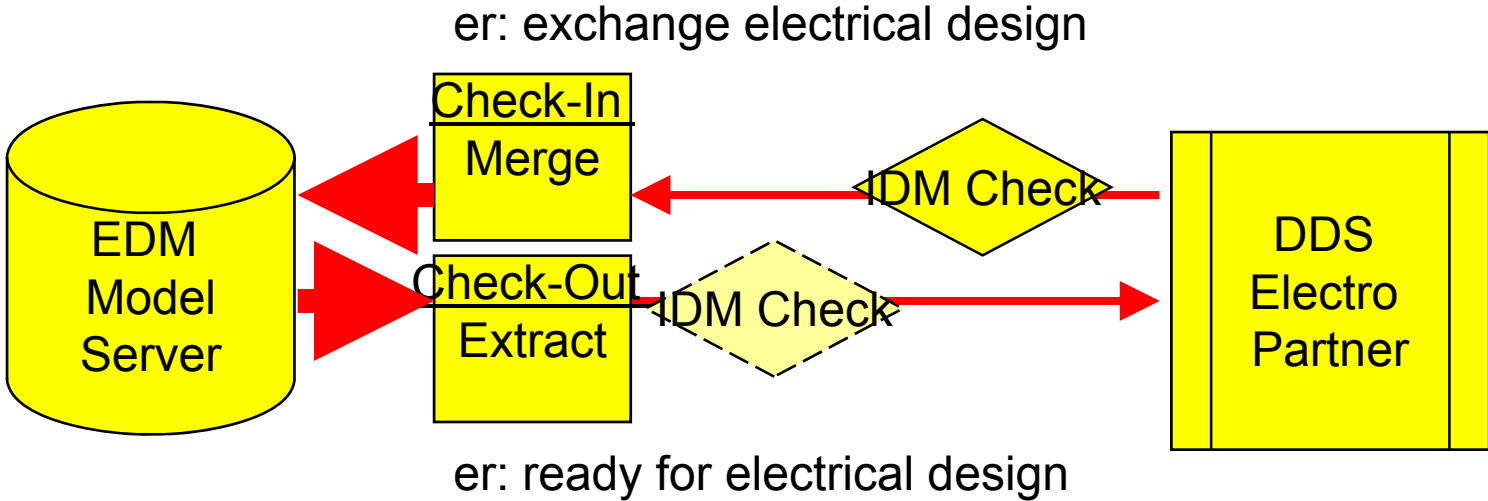 er: exchange electrical design
Check-In
Merge
IDM Check
EDM
Model
Server
DDS
Electro
Partner
Check-Out
Extract
IDM Check
er: ready for electrical design